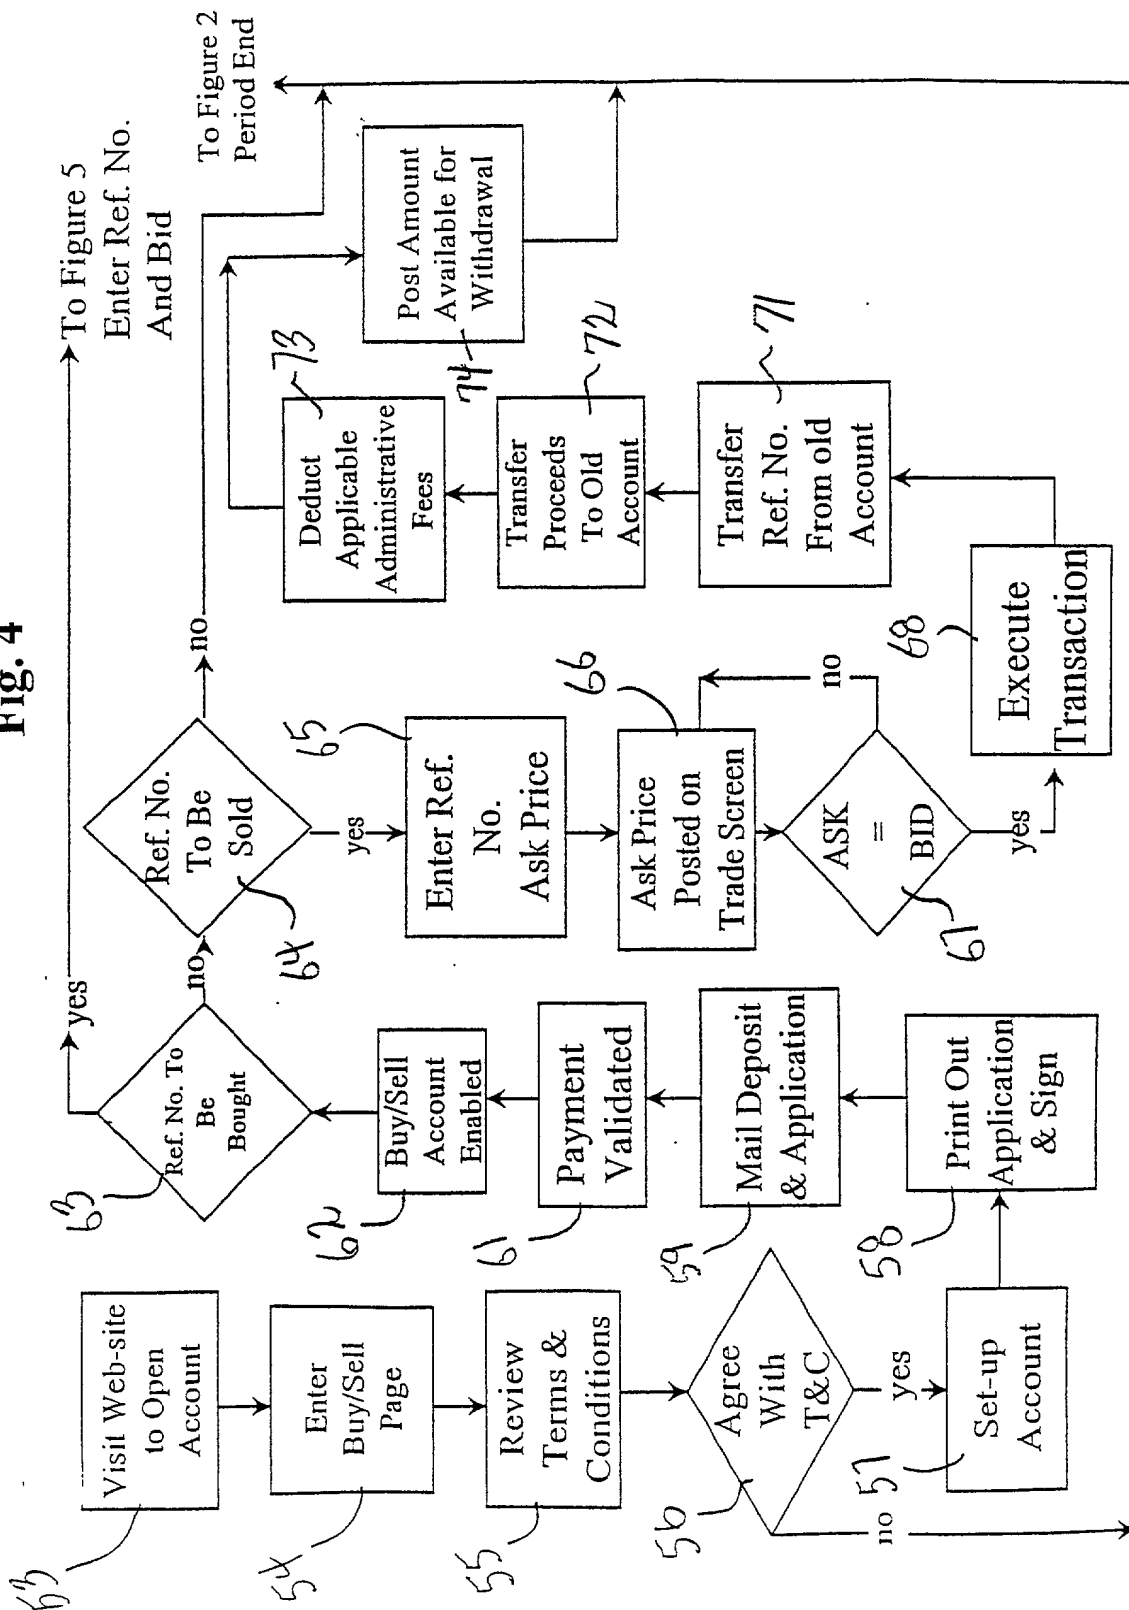 Fig. 4
63
Visit Web-site
to Open
Account
54
Enter
Buy/Sell
Page
55
Review
Terms &
Conditions
56
Agree
With
T&C
no
yes
57
Set-up
Account
58
Print Out
Application
& Sign
59
Mail Deposit
& Application
61
Payment
Validated
62
Buy/Sell
Account
Enabled
63
Ref. No. To
Be
Bought
yes
To Figure 5
Enter Ref. No.
And Bid
no
64
Ref. No.
To Be
Sold
no
yes
65
Enter Ref.
No.
Ask Price
66
Ask Price
Posted on
Trade Screen
67
ASK
=
BID
no
yes
68
Execute
Transaction
71
Transfer
Ref. No.
From old
Account
72
Transfer
Proceeds
To Old
Account
73
Deduct
Applicable
Administrative
Fees
74
Post Amount
Available for
Withdrawal
To Figure 2
Period End